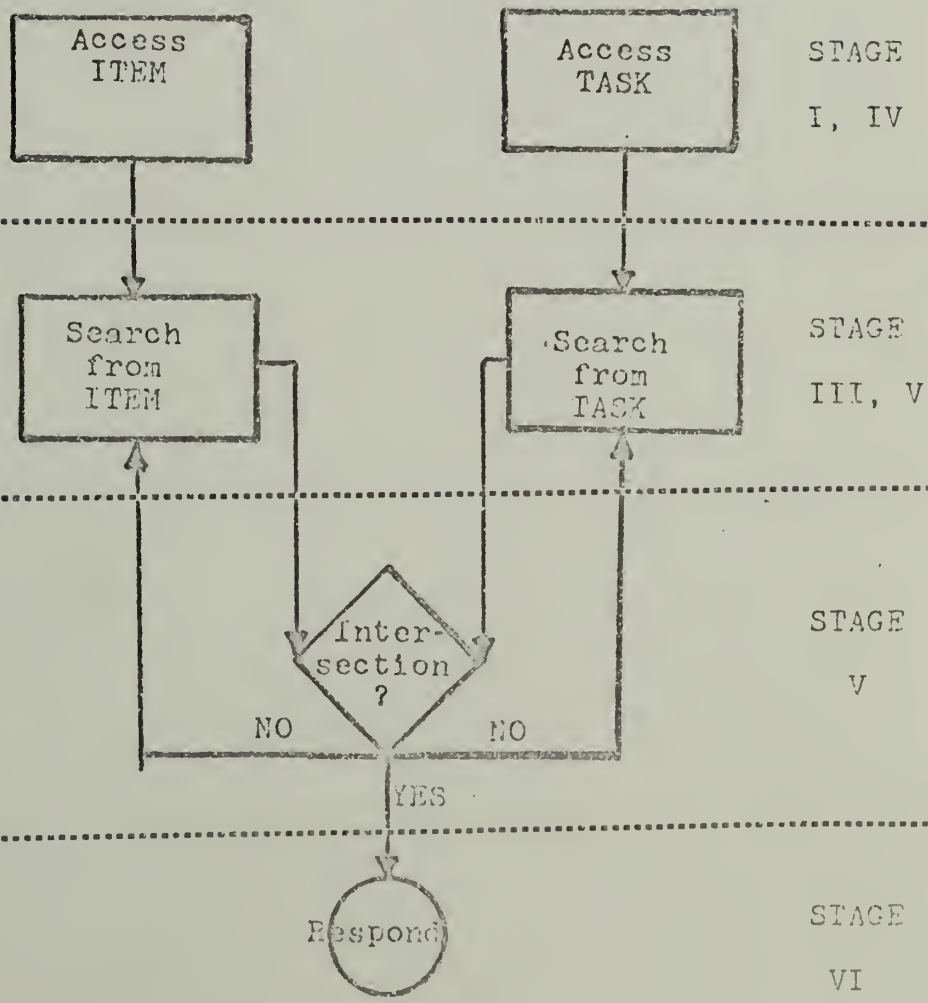 Access
ITEM
Access
TASK
STAGE
I, IV
Search
from
ITEM
Search
from
TASK
STAGE
III, V
Inter-
section
?
STAGE
V
NO
NO
YES
Respond
STAGE
VI